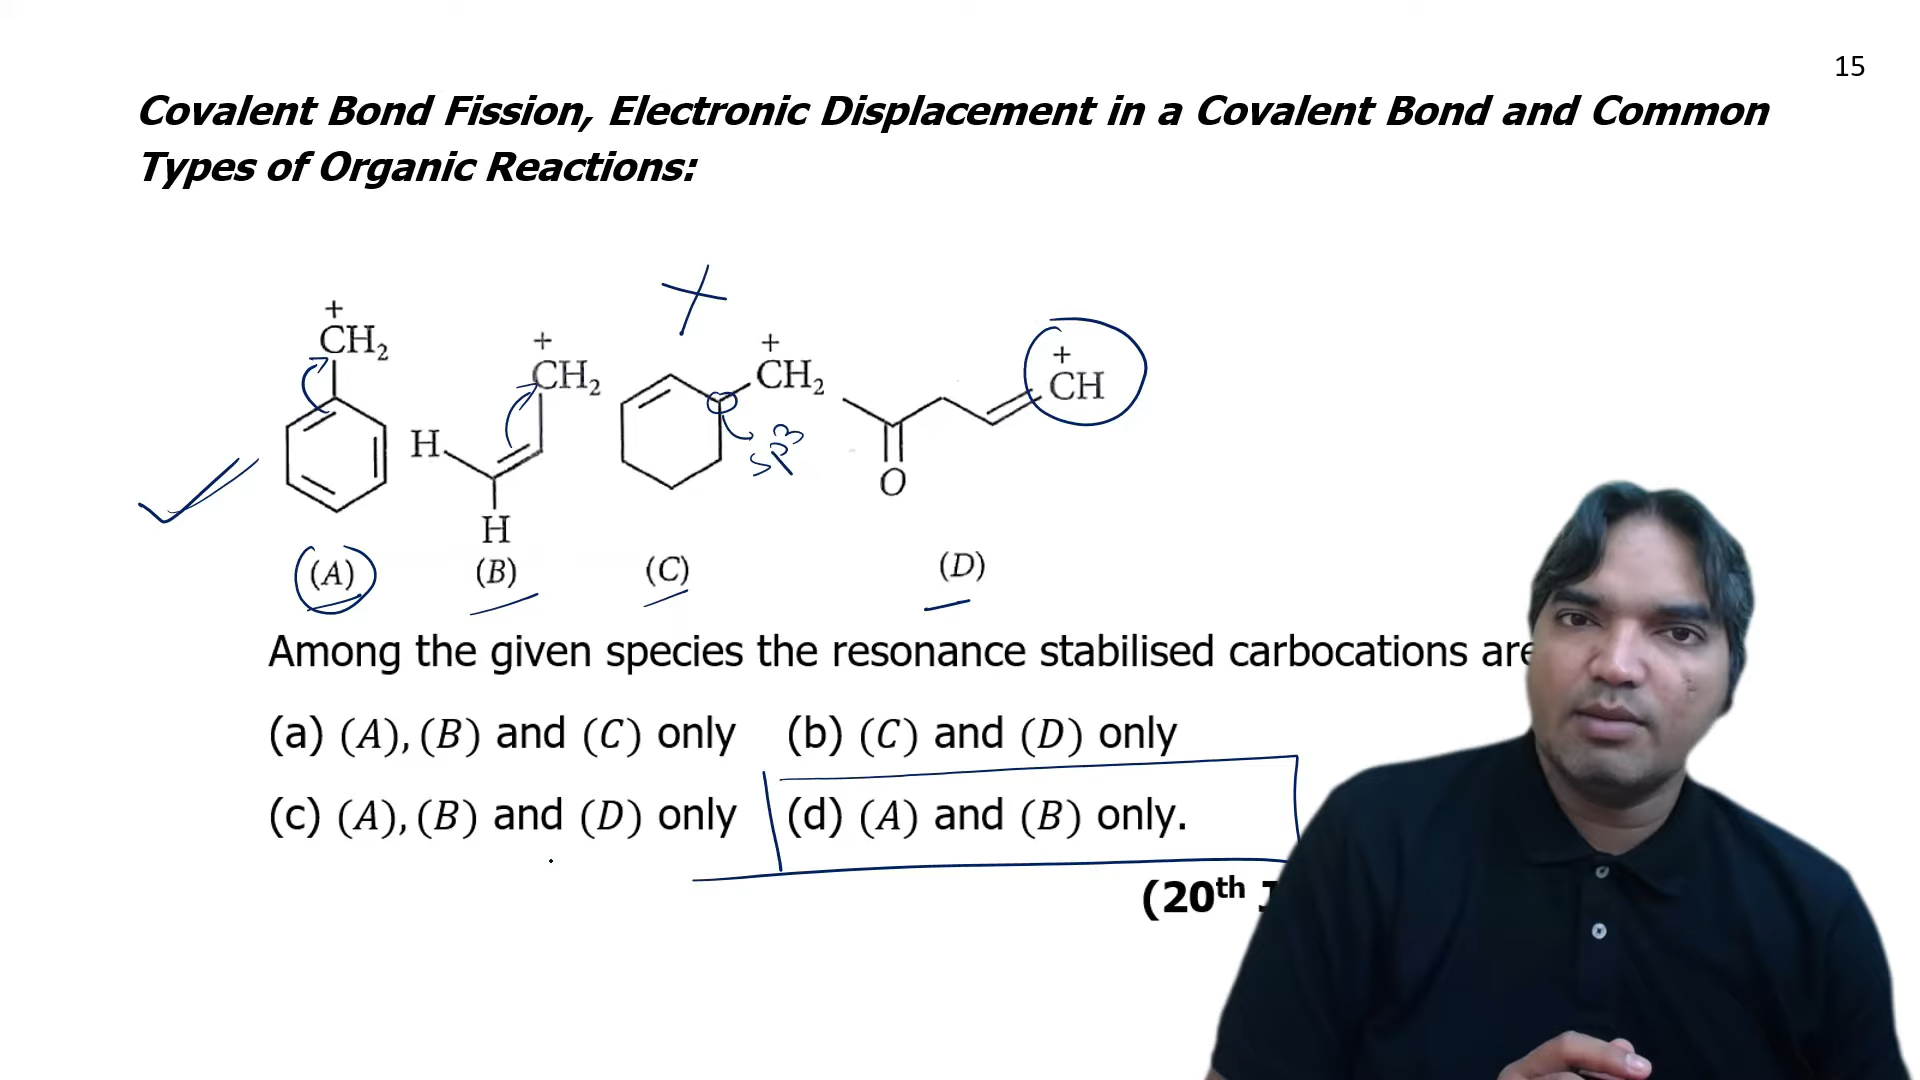 15
Covalent Bond Fission, Electronic Displacement in a Covalent Bond and Common
Types of Organic Reactions:
+
CH₂
+
CH₂
H
H
+
CH₂
sp³
O
+
CH
(A) (B) (C) (D)
Among the given species the resonance stabilised carbocations are
(a) (A), (B) and (C) only (b) (C) and (D) only
(c) (A), (B) and (D) only (d) (A) and (B) only.
(20th